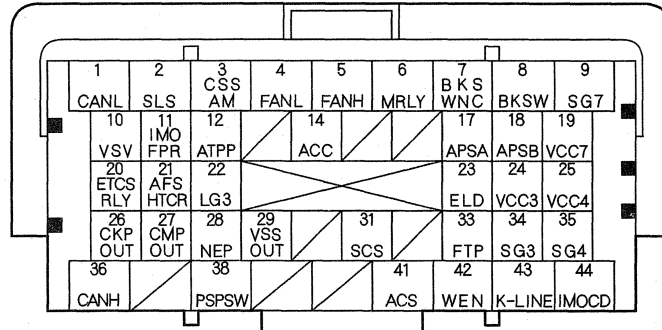 1 2 3 4 5 6 7 8 9
CSS BKS
CANL SLS AM FANL FANH MRLY WNC BKSW SG7
10 11 12 14 17 18 19
IMO
VSV FPR ATPP ACC APSA APSB VCC7
20 21 22 23 24 25
ETCS AFS
RLY HTCR LG3 ELD VCC3 VCC4
26 27 28 29 31 33 34 35
CKP CMP VSS
OUT OUT NEP OUT SCS FTP SG3 SG4
36 38 41 42 43 44
CANH PSPSW ACS WEN K-LINE IMOCD